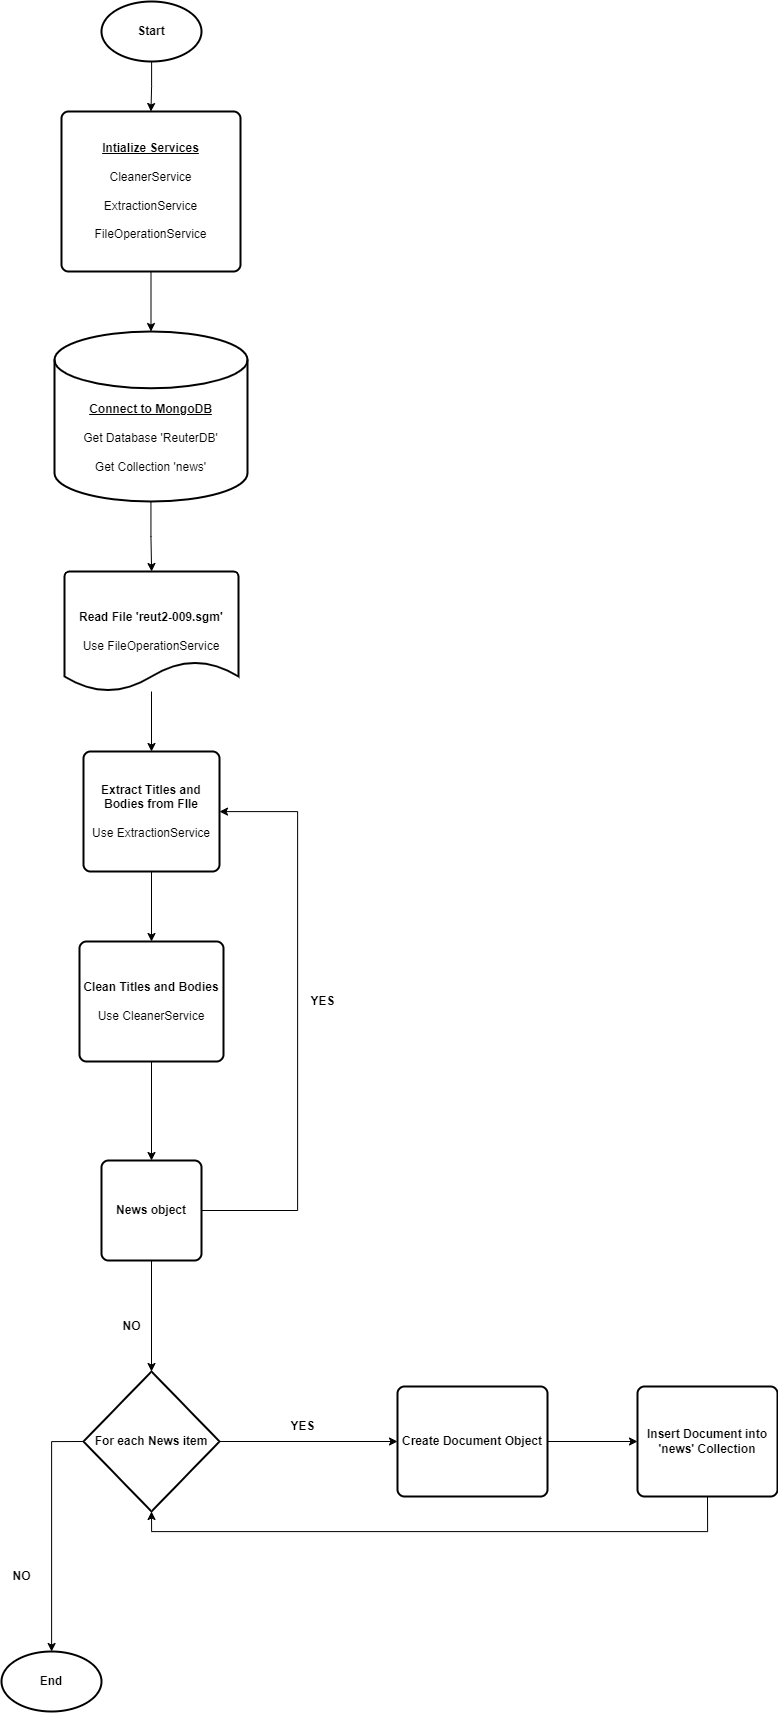 Start
Intialize Services
CleanerService
ExtractionService
FileOperationService
Connect to MongoDB
Get Database 'ReuterDB'
Get Collection 'news'
Read File 'reut2-009.sgm'
Use FileOperationService
Extract Titles and
Bodies from FIle
Use ExtractionService
Clean Titles and Bodies
Use CleanerService
YES
News object
NO
For each News item
YES
Create Document Object
Insert Document into
'news' Collection
NO
End